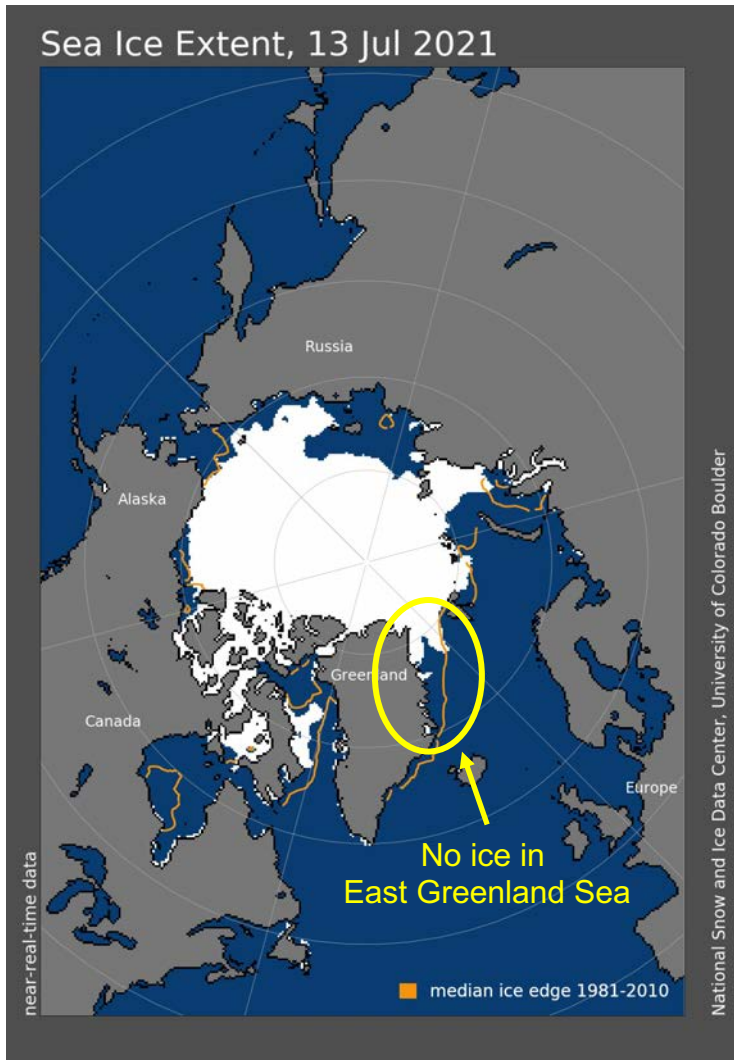 Sea Ice Extent, 13 Jul 2021
Russia
Alaska
Greenland
Canada
Europe
No ice in
East Greenland Sea
median ice edge 1981-2010
near-real-time data
National Snow and Ice Data Center, University of Colorado Boulder